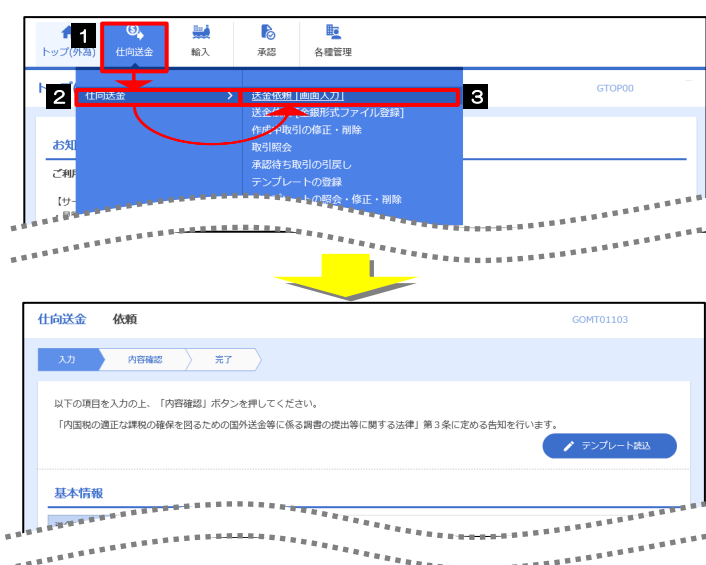 1
トップ(外為)
仕向送金
輸入
承認
各種管理
GTOP00
2
仕向送金
送金依頼 [画面入力]
3
金銀形式ファイル登録]
作成中取引の修正・削除
お知
取引照会
承認待ち取引の引戻し
ご利用
テンプレートの登録
【サー
の照会・修正・削除
仕向送金 依頼
GOMT01103
入力
内容確認
完了
以下の項目を入力の上、「内容確認」ボタンを押してください。
「内国税の適正な課税の確保を図るための国外送金等に係る調書の提出等に関する法律」第3条に定める告知を行います。
テンプレート読込
基本情報